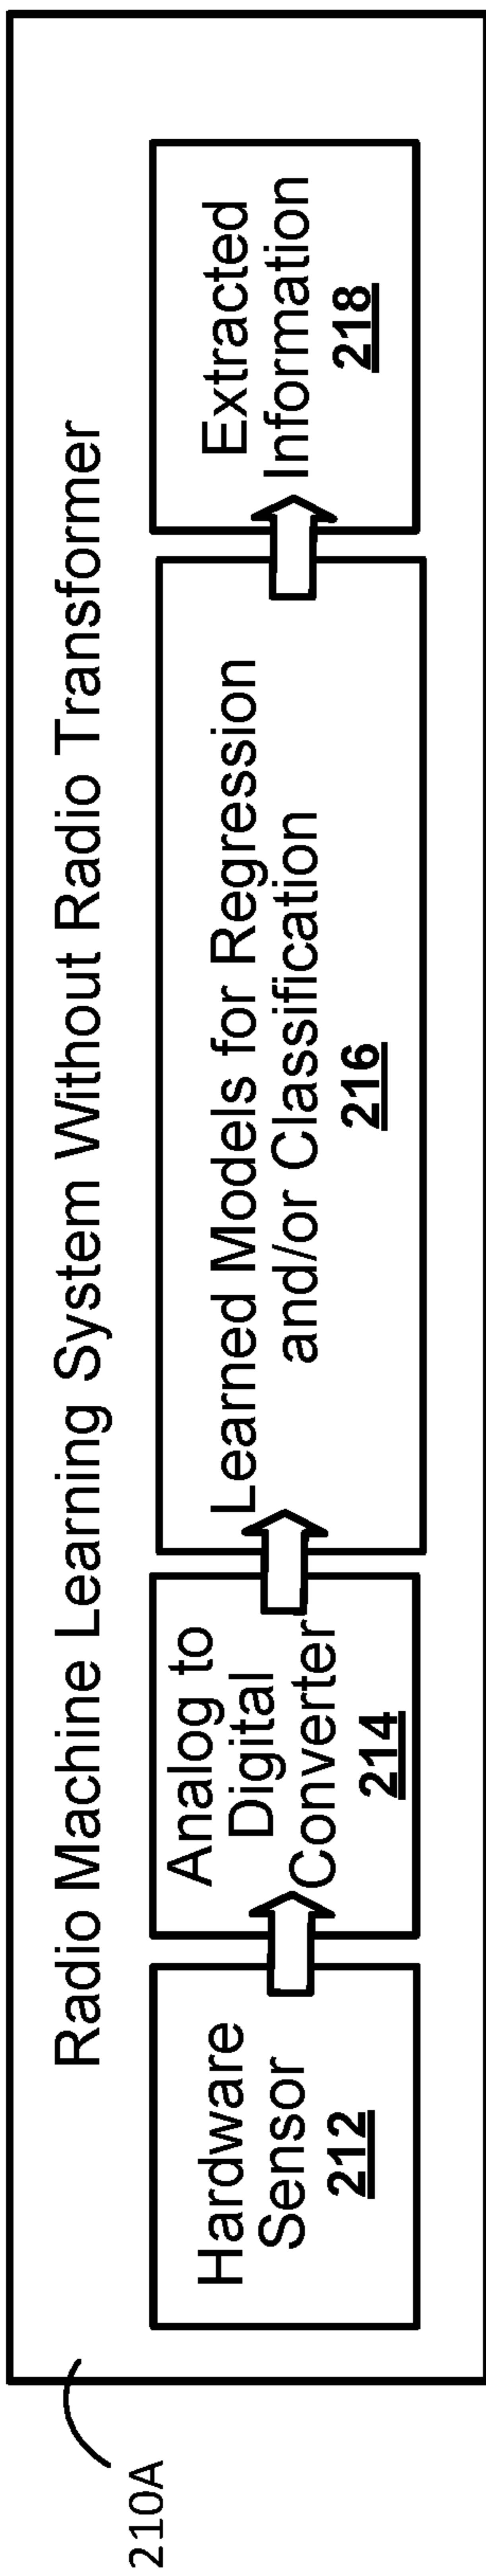 210A
Radio Machine Learning System Without Radio Transformer
Hardware
Sensor
212
Analog to
Digital
Converter
214
Learned Models for Regression
and/or Classification
216
Extracted
Information
218